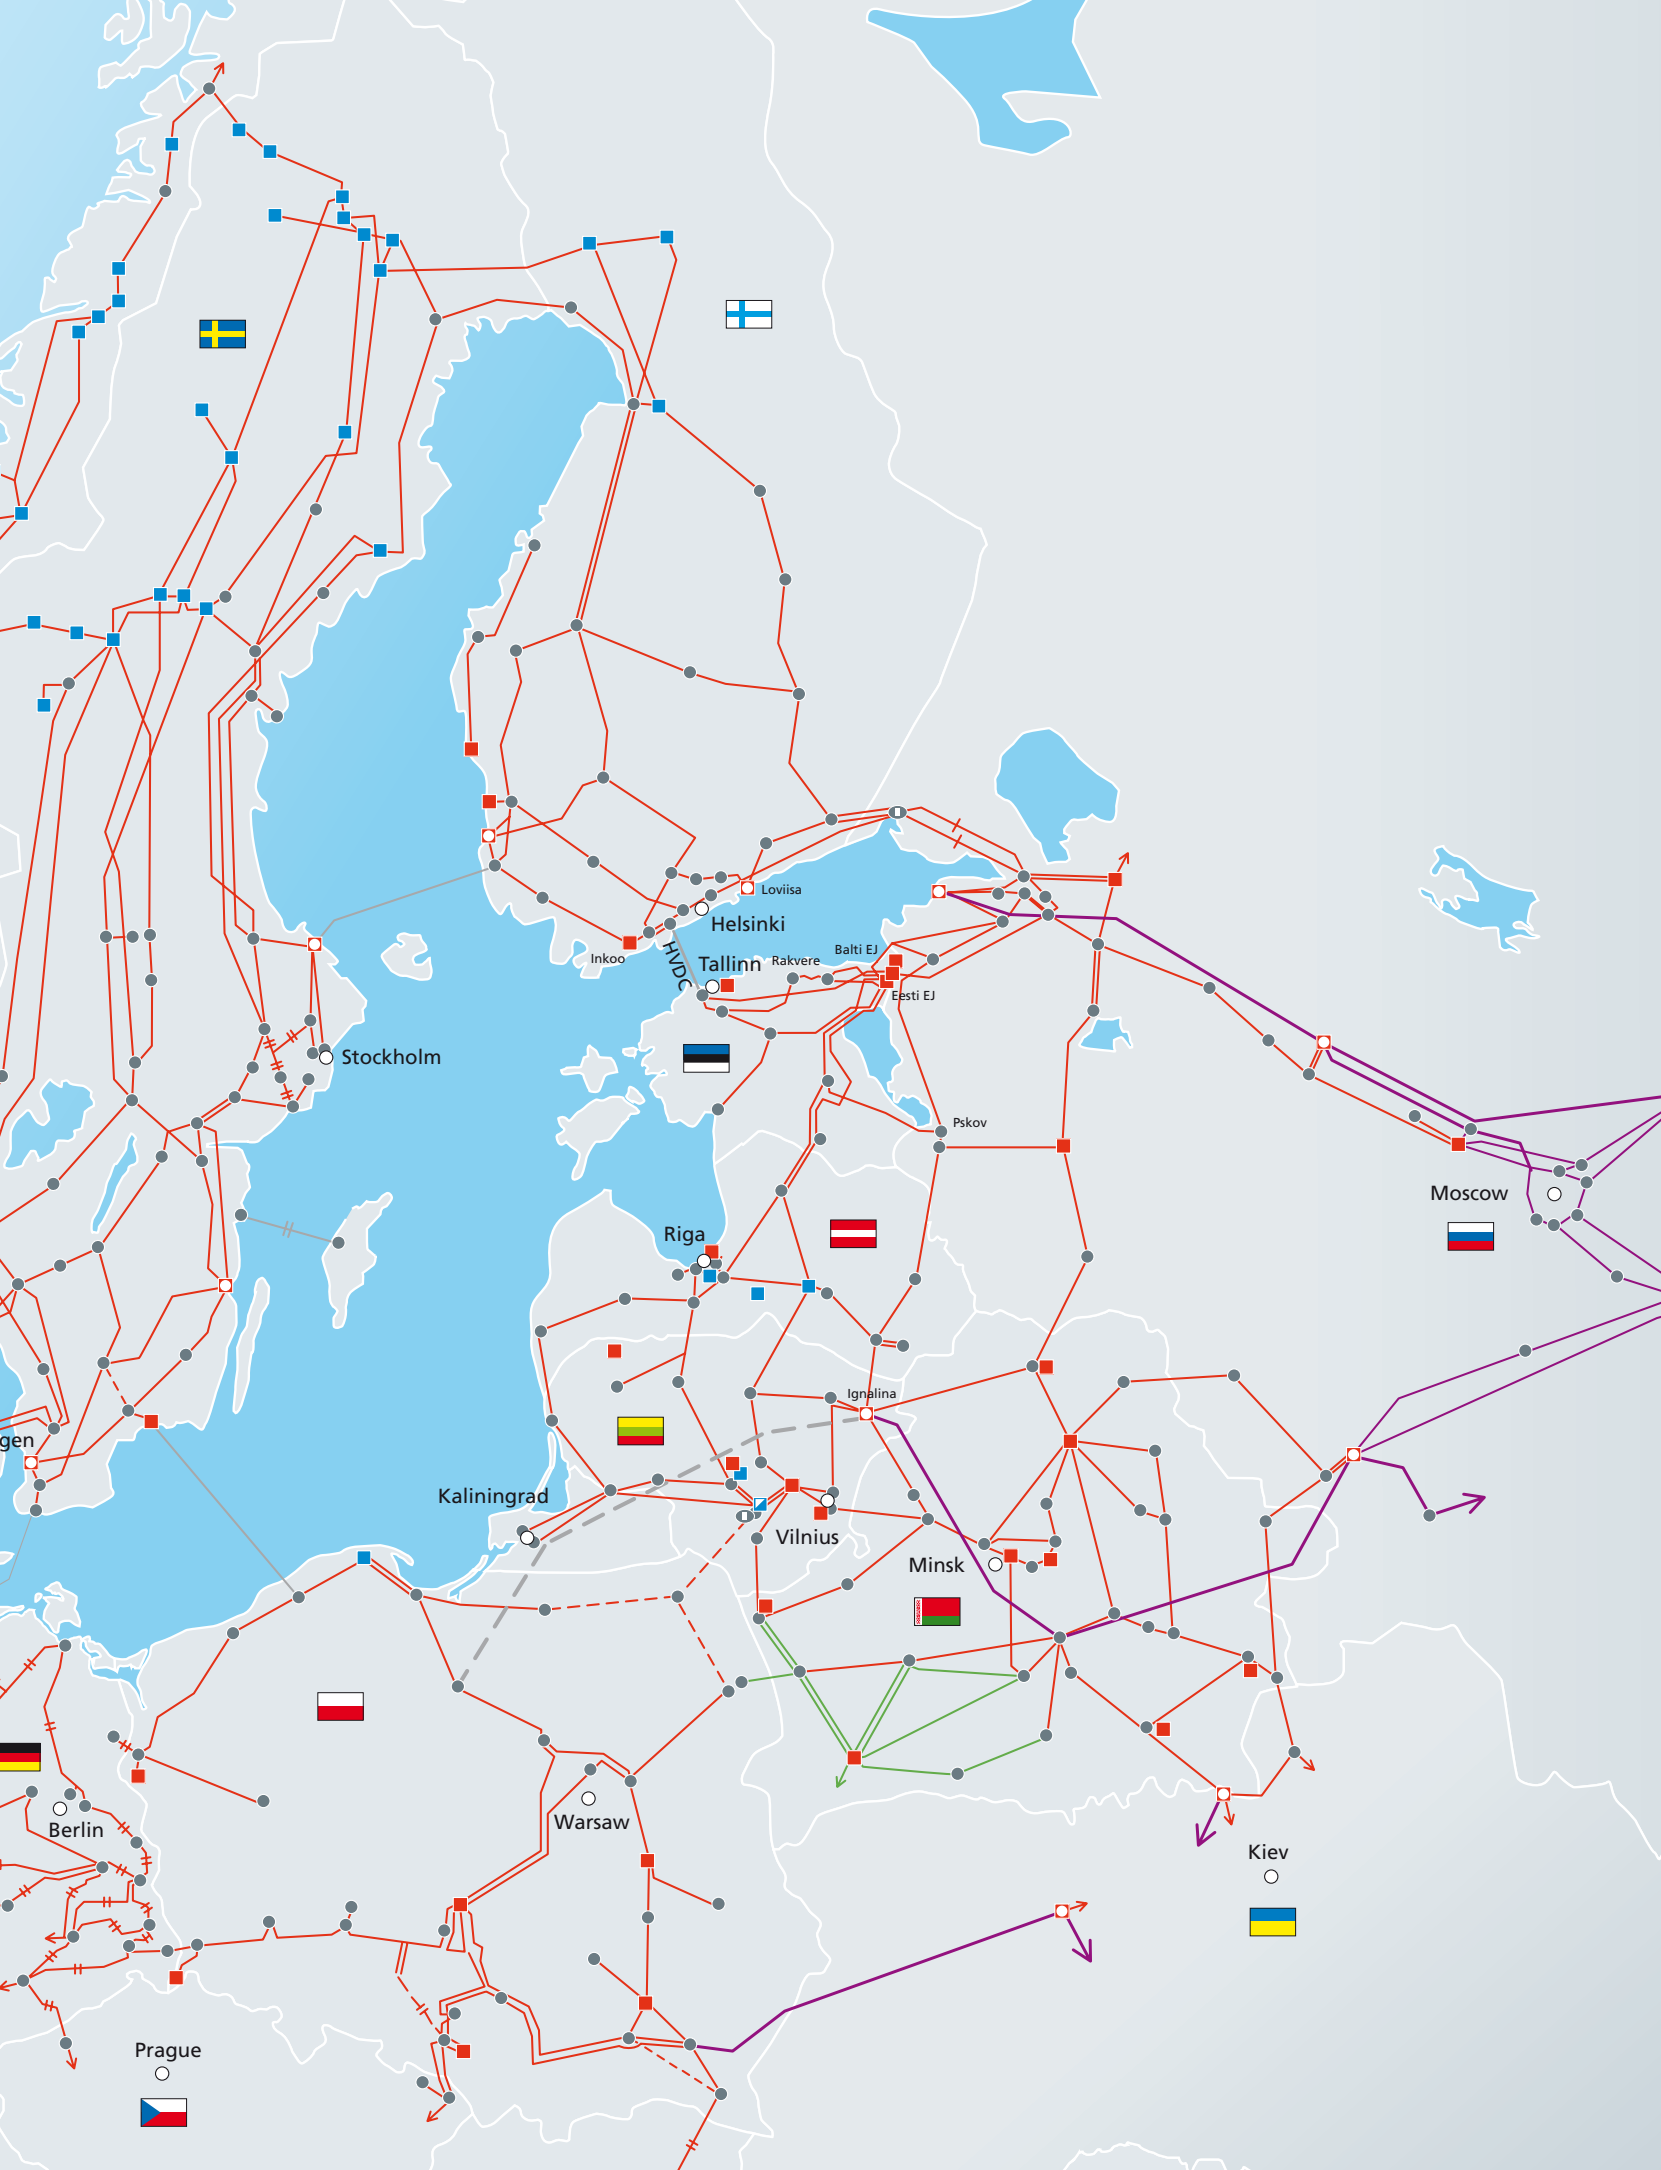 Loviisa
Helsinki
Inkoo
HVDC
Tallinn
Rakvere
Balti EJ
Eesti EJ
Stockholm
Pskov
Moscow
Riga
Ignalina
gen
Kaliningrad
Vilnius
Minsk
Warsaw
Berlin
Kiev
Prague